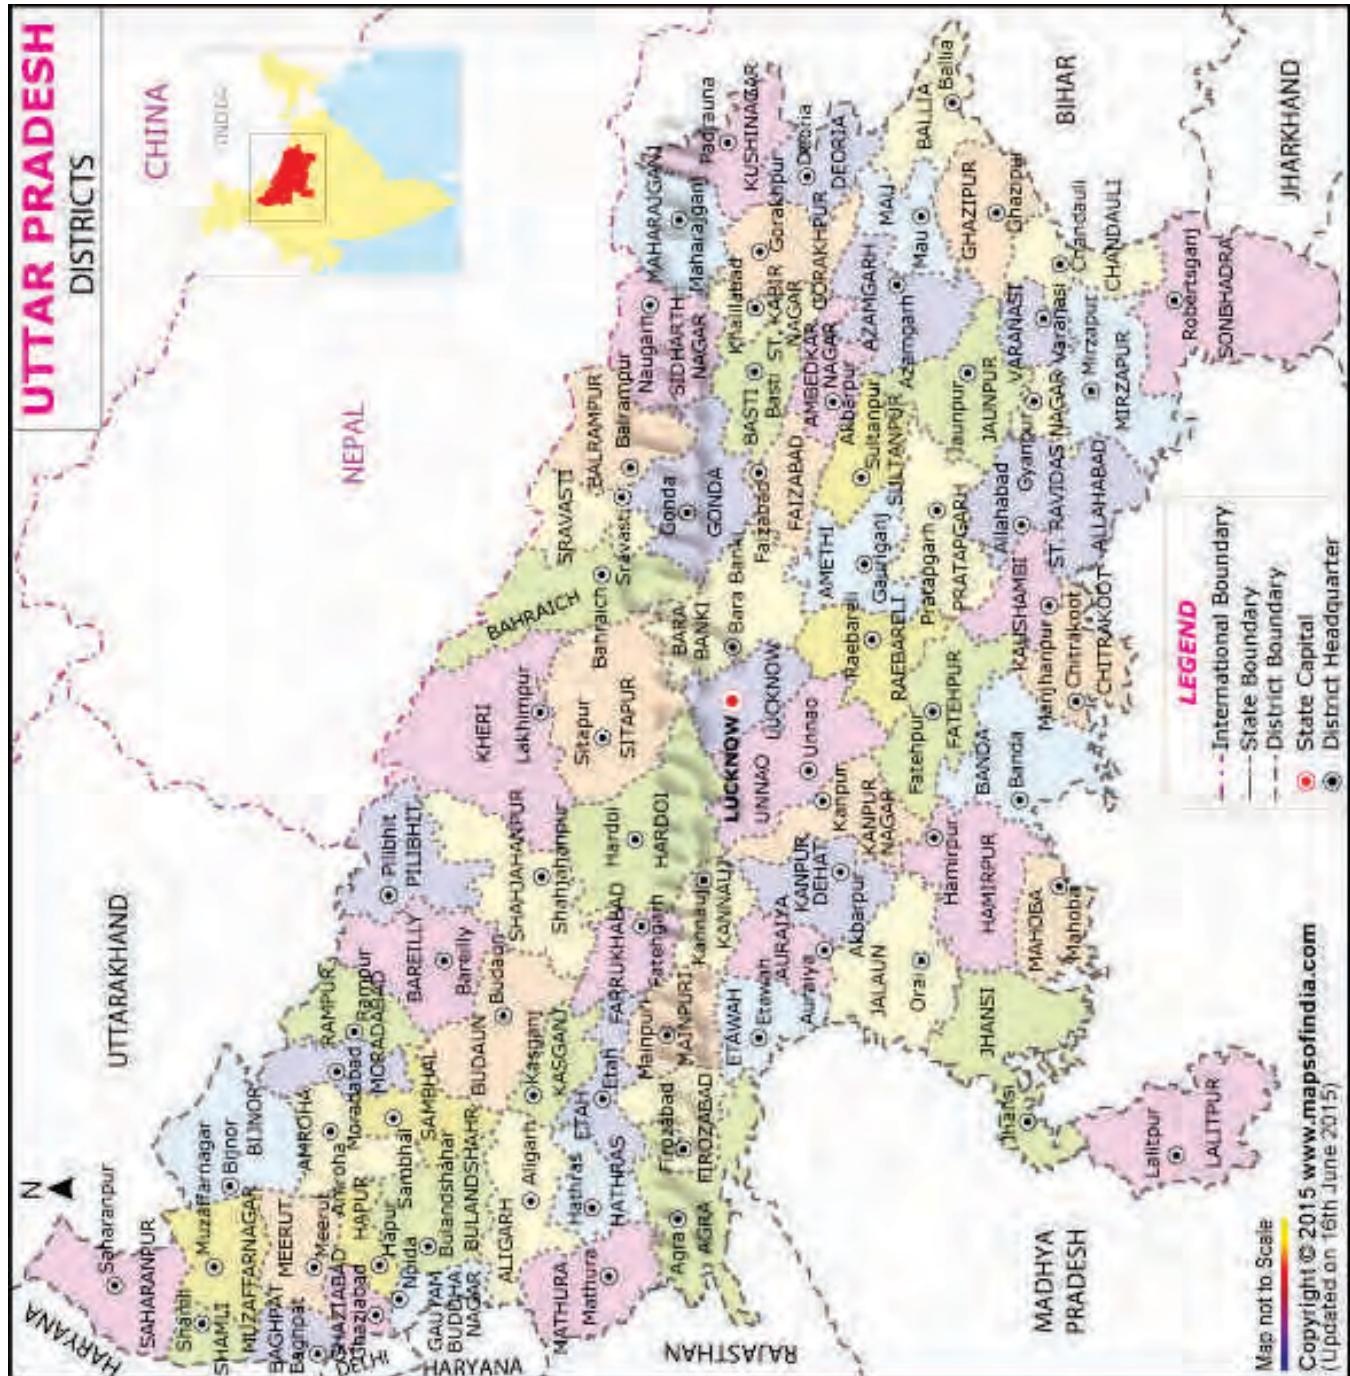 UTTAR PRADESH
DISTRICTS
CHINA
INDIA
NEPAL
UTTARAKHAND
N
HARYANA
Saharanpur
SAHARANPUR
Shamli
SHAMLI
Muzaffarnagar
MUZAFFARNAGAR
Bijnor
BIJNOR
BAGHPAT
Baghpat
MEERUT
Meerut
GHAZIABAD
Ghaziabad
DELHI
HARYANA
HAPUR
Hapur
Noida
GAUTAM
BUDDHA
NAGAR
AMROHA
Amroha
Moradabad
MORADABAD
RAMPUR
Rampur
Sambhal
SAMBHAL
Bulandshahar
BULANDSHAHR
BAREILLY
Bareilly
Pilibhit
PILIBHIT
BUDAUN
Budaun
SHAHJAHANPUR
Shahjahanpur
KHERI
Lakhimpur
ALIGARH
Aligarh
Kasganj
KASGANJ
Hathras
HATHRAS
ETAH
Etah
MATHURA
Mathura
RAJASTHAN
Agra
AGRA
Firozabad
FIROZABAD
Mainpuri
MAINPURI
FARRUKHABAD
Fatehgarh
Hardoi
HARDOI
Sitapur
SITAPUR
BAHRAICH
Bahraich
SRAVASTI
Sravasti
BALRAMPUR
Balrampur
Gonda
GONDA
Naugarh
SIDHARTH
NAGAR
MAHARAJGANJ
Maharajganj
Padrauna
KUSHINAGAR
Gorakhpur
GORAKHPUR
Deoria
DEORIA
Khalilabad
ST. KABIR
NAGAR
BASTI
Basti
ETAWAH
Etawah
Kannauj
KANNAUJ
AURAIYA
Auraiya
KANPUR
DEHAT
Akbarpur
KANPUR
NAGAR
Kanpur
UNNAO
Unnao
LUCKNOW
LUCKNOW
BARA
BANKI
Bara Banki
Faizabad
FAIZABAD
AMBEDKAR
NAGAR
Akbarpur
Sultanpur
SULTANPUR
AMETHI
Gauriganj
Raebareli
RAEBARELI
Pratapgarh
PRATAPGARH
AZAMGARH
Azamgarh
MAU
Mau
BALLIA
Ballia
GHAZIPUR
Ghazipur
Jaunpur
JAUNPUR
VARANASI
Varanasi
Chandauli
CHANDAULI
Gyanpur
ST. RAVIDAS NAGAR
Mirzapur
MIRZAPUR
Robertsganj
SONBHADRA
Allahabad
ALLAHABAD
KAUSHAMBI
Manjhanpur
Chitrakoot
CHITRAKOOT
Fatehpur
FATEHPUR
BANDA
Banda
Hamirpur
HAMIRPUR
MAHOBA
Mahoba
JALAUN
Orai
JHANSI
Jhansi
Lalitpur
LALITPUR
MADHYA
PRADESH
BIHAR
JHARKHAND
LEGEND
International Boundary
State Boundary
District Boundary
State Capital
District Headquarter
Map not to Scale
Copyright © 2015 www.mapsofindia.com
(Updated on 16th June 2015)